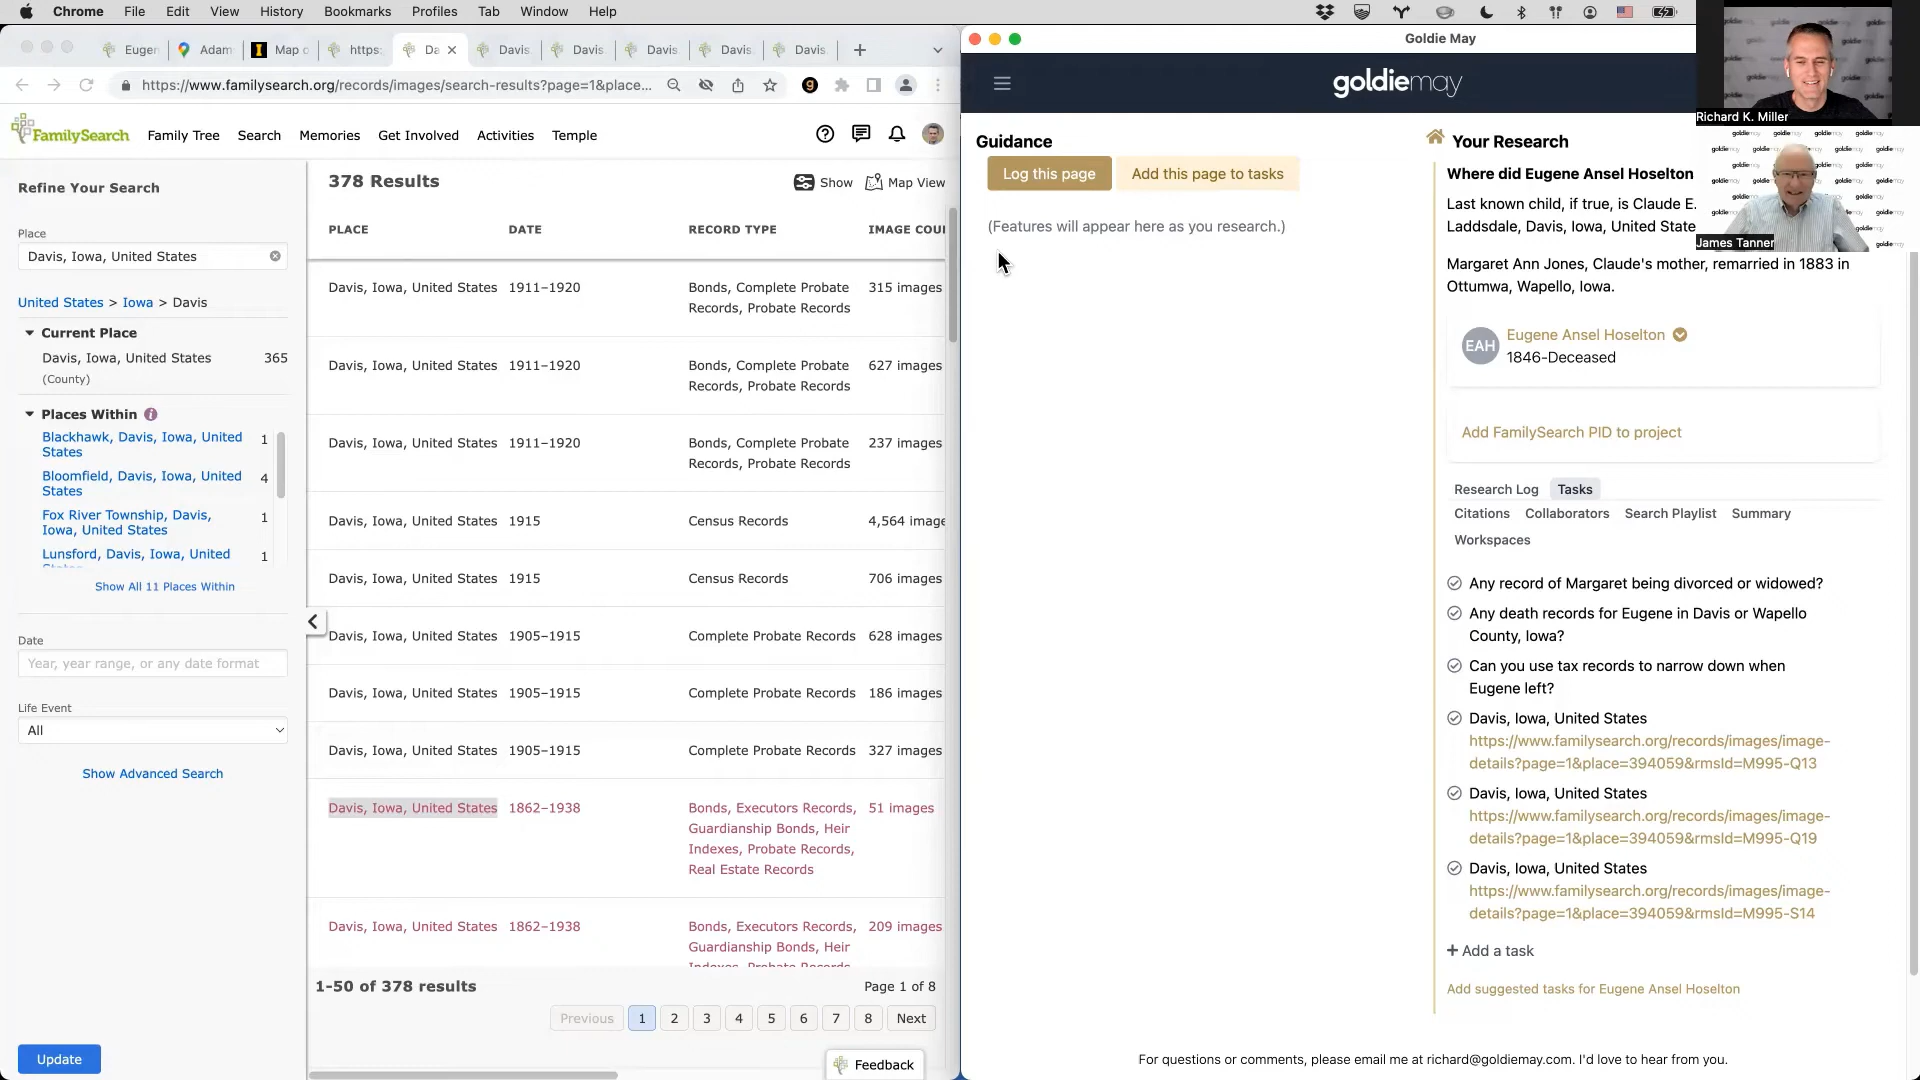 Chrome File Edit View History Bookmarks Profiles Tab Window Help
Eugen Adam Map o https: Da Davis, Davis, Davis, Davis, Davis,
https://www.familysearch.org/records/images/search-results?page=1&place...
FamilySearch Family Tree Search Memories Get Involved Activities Temple
Refine Your Search
Place
Davis, Iowa, United States
United States > Iowa > Davis
Current Place
Davis, Iowa, United States 365
(County)
Places Within
Blackhawk, Davis, Iowa, United 1
States
Bloomfield, Davis, Iowa, United 4
States
Fox River Township, Davis, 1
Iowa, United States
Lunsford, Davis, Iowa, United 1
States
Show All 11 Places Within
Date
Year, year range, or any date format
Life Event
All
Show Advanced Search
Update
378 Results
Show Map View
PLACE DATE RECORD TYPE IMAGE COU
Davis, Iowa, United States 1911–1920 Bonds, Complete Probate 315 images
Records, Probate Records
Davis, Iowa, United States 1911–1920 Bonds, Complete Probate 627 images
Records, Probate Records
Davis, Iowa, United States 1911–1920 Bonds, Complete Probate 237 images
Records, Probate Records
Davis, Iowa, United States 1915 Census Records 4,564 image
Davis, Iowa, United States 1915 Census Records 706 images
Davis, Iowa, United States 1905–1915 Complete Probate Records 628 images
Davis, Iowa, United States 1905–1915 Complete Probate Records 186 images
Davis, Iowa, United States 1905–1915 Complete Probate Records 327 images
Davis, Iowa, United States 1862–1938 Bonds, Executors Records, 51 images
Guardianship Bonds, Heir
Indexes, Probate Records,
Real Estate Records
Davis, Iowa, United States 1862–1938 Bonds, Executors Records, 209 images
Guardianship Bonds, Heir
Indexes, Probate Records
1-50 of 378 results Page 1 of 8
Previous 1 2 3 4 5 6 7 8 Next
Feedback
Goldie May
goldiemay
Guidance
Log this page Add this page to tasks
(Features will appear here as you research.)
Your Research
Where did Eugene Ansel Hoselton
Last known child, if true, is Claude E.
Laddsdale, Davis, Iowa, United State
Margaret Ann Jones, Claude's mother, remarried in 1883 in
Ottumwa, Wapello, Iowa.
EAH Eugene Ansel Hoselton
1846-Deceased
Add FamilySearch PID to project
Research Log Tasks
Citations Collaborators Search Playlist Summary
Workspaces
Any record of Margaret being divorced or widowed?
Any death records for Eugene in Davis or Wapello
County, Iowa?
Can you use tax records to narrow down when
Eugene left?
Davis, Iowa, United States
https://www.familysearch.org/records/images/image-
details?page=1&place=394059&rmsId=M995-Q13
Davis, Iowa, United States
https://www.familysearch.org/records/images/image-
details?page=1&place=394059&rmsId=M995-Q19
Davis, Iowa, United States
https://www.familysearch.org/records/images/image-
details?page=1&place=394059&rmsId=M995-S14
+ Add a task
Add suggested tasks for Eugene Ansel Hoselton
For questions or comments, please email me at richard@goldiemay.com. I'd love to hear from you.
Richard K. Miller
James Tanner